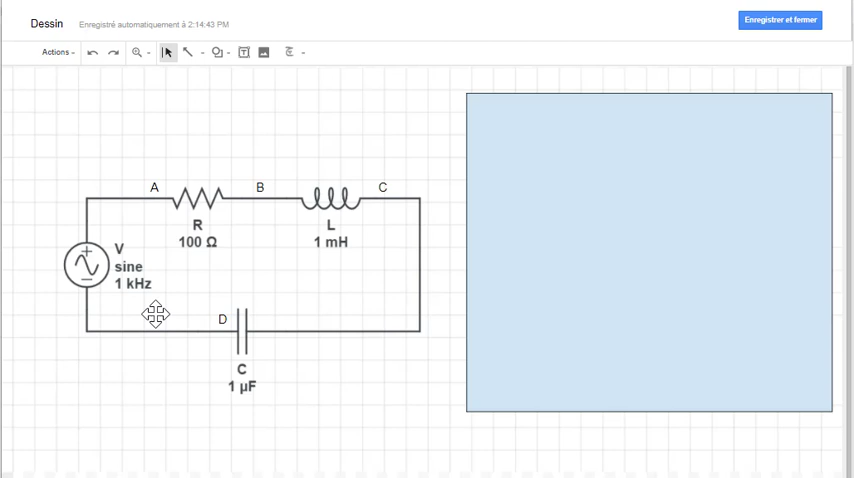 Dessin
Enregistré automatiquement à 2:14:43 PM
Enregistrer et fermer
Actions
A
B
C
R
100 Ω
L
1 mH
V
sine
1 kHz
D
C
1 µF